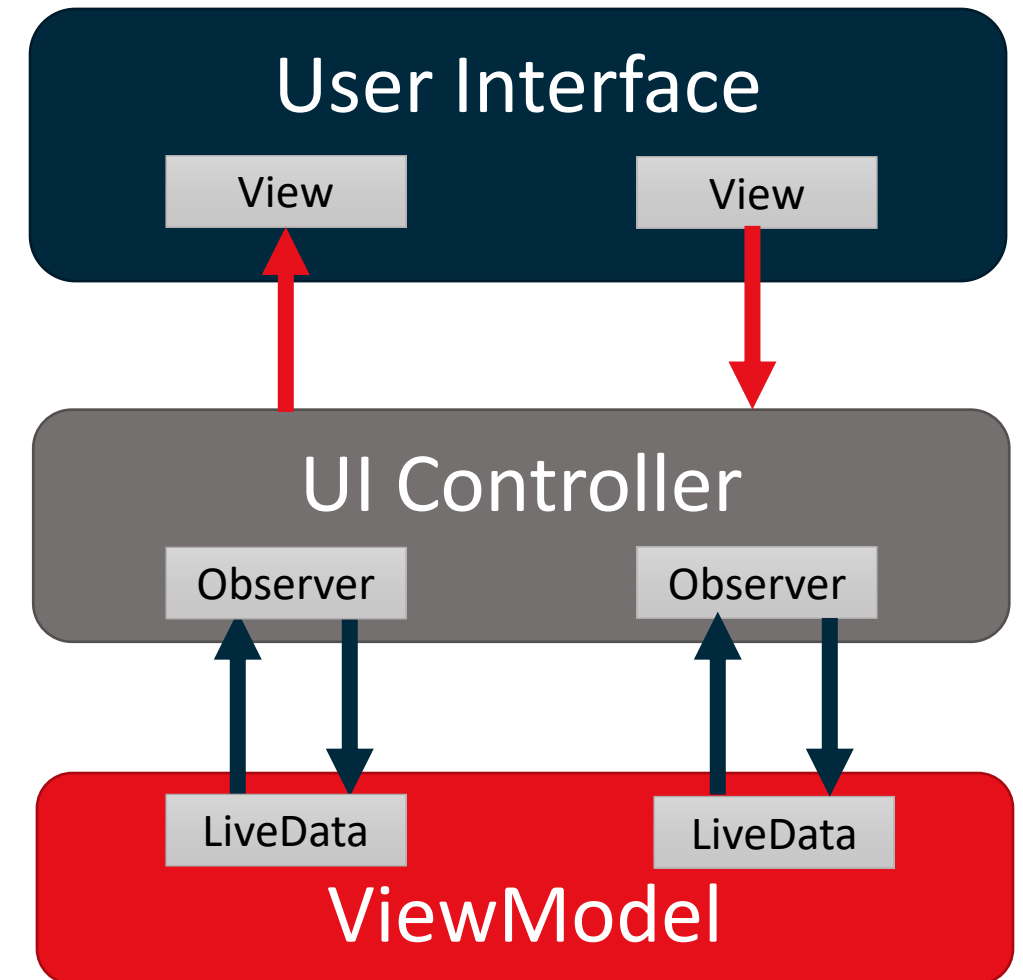 User Interface
View
View
UI Controller
Observer
Observer
LiveData
LiveData
ViewModel